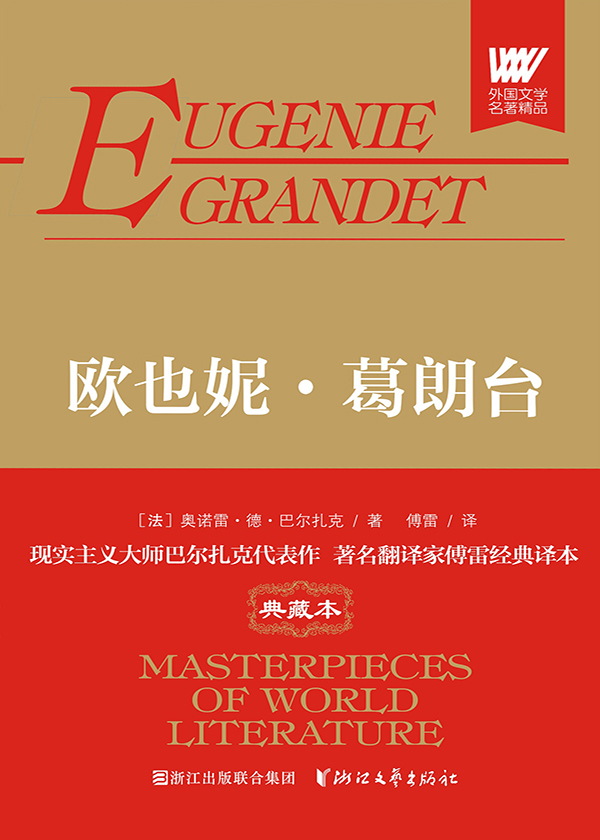 外国文学
名著精品
EUGENIE
GRANDET
欧也妮·葛朗台
［法］奥诺雷·德·巴尔扎克 / 著 傅雷 / 译
现实主义大师巴尔扎克代表作 著名翻译家傅雷经典译本
典藏本
MASTERPIECES
OF WORLD
LITERATURE
浙江出版联合集团 浙江文艺出版社